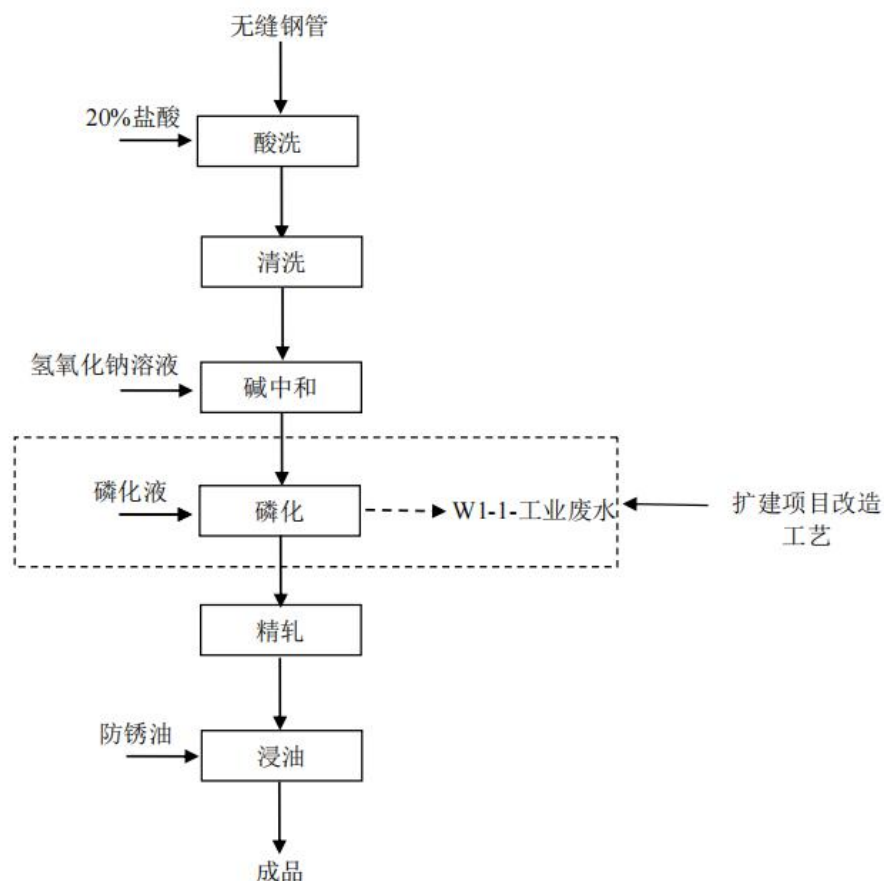 无缝钢管
20%盐酸
酸洗
清洗
氢氧化钠溶液
碱中和
磷化液
磷化
W1-1-工业废水
扩建项目改造
工艺
精轧
防锈油
浸油
成品